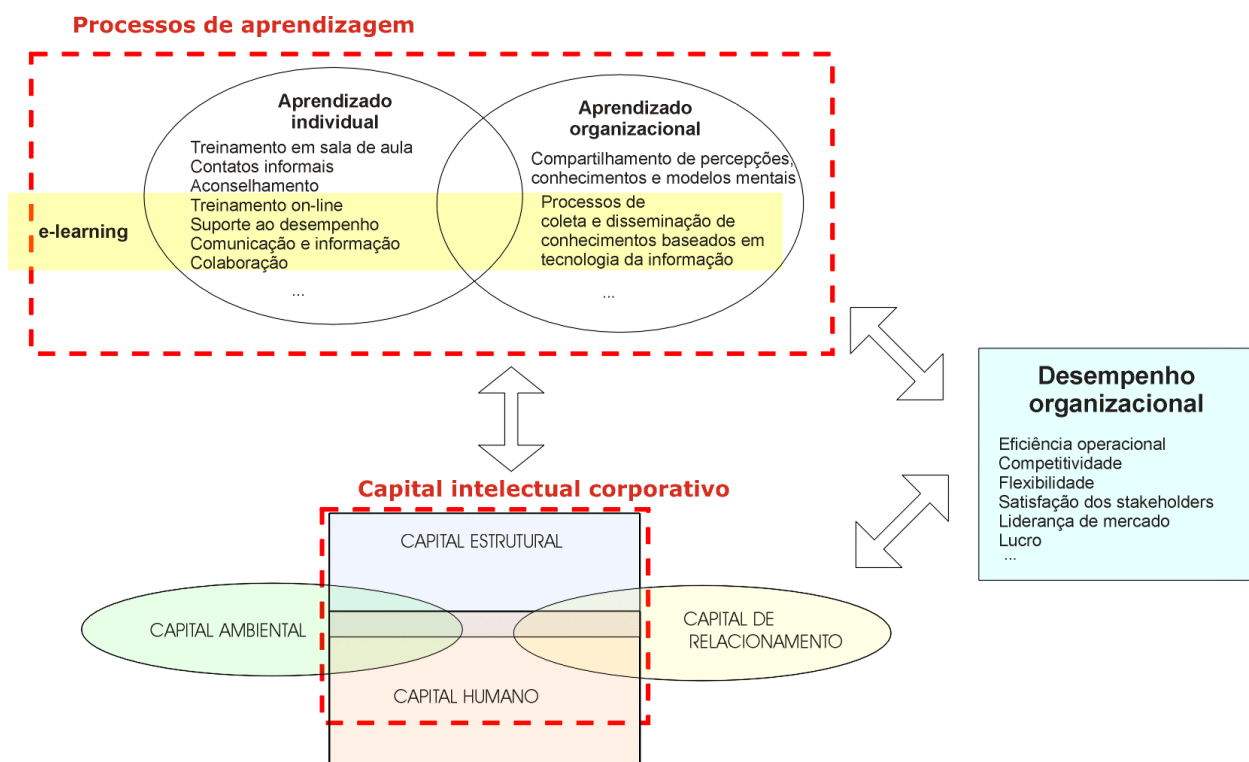 Processos de aprendizagem
Aprendizado
individual
Treinamento em sala de aula
Contatos informais
Aconselhamento
Treinamento on-line
Suporte ao desempenho
Comunicação e informação
Colaboração
...
Aprendizado
organizacional
Compartilhamento de percepções,
conhecimentos e modelos mentais
Processos de
coleta e disseminação de
conhecimentos baseados em
tecnologia da informação
...
e-learning
Desempenho
organizacional
Eficiência operacional
Competitividade
Flexibilidade
Satisfação dos stakeholders
Liderança de mercado
Lucro
...
Capital intelectual corporativo
CAPITAL ESTRUTURAL
CAPITAL AMBIENTAL
CAPITAL DE
RELACIONAMENTO
CAPITAL HUMANO